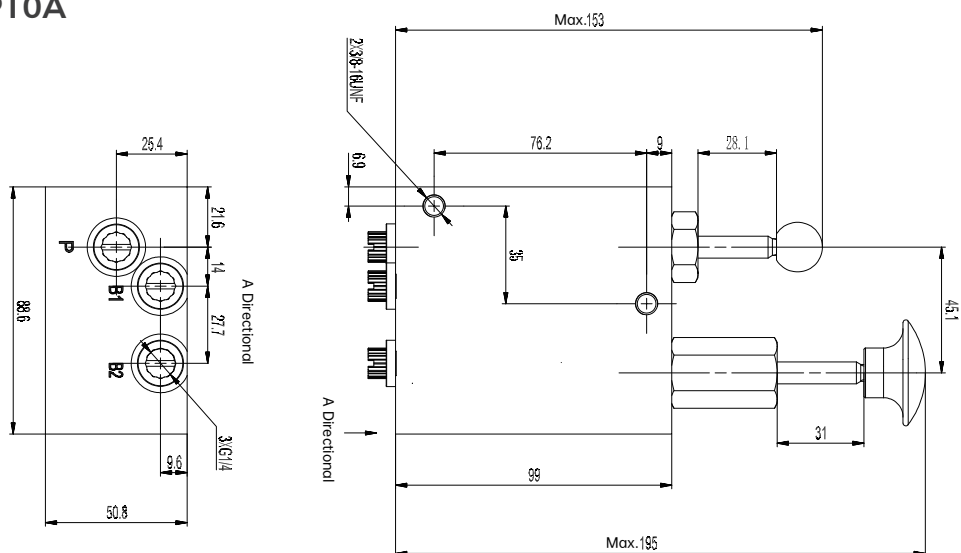 P10A
Max.153
2X3/8-16UNF
76.2
9
28.1
6.9
25.4
21.6
P
14
B1
27.7
B2
88.6
A Directional
35
45.1
3XG1/4
9.6
50.8
A Directional
31
99
Max.195